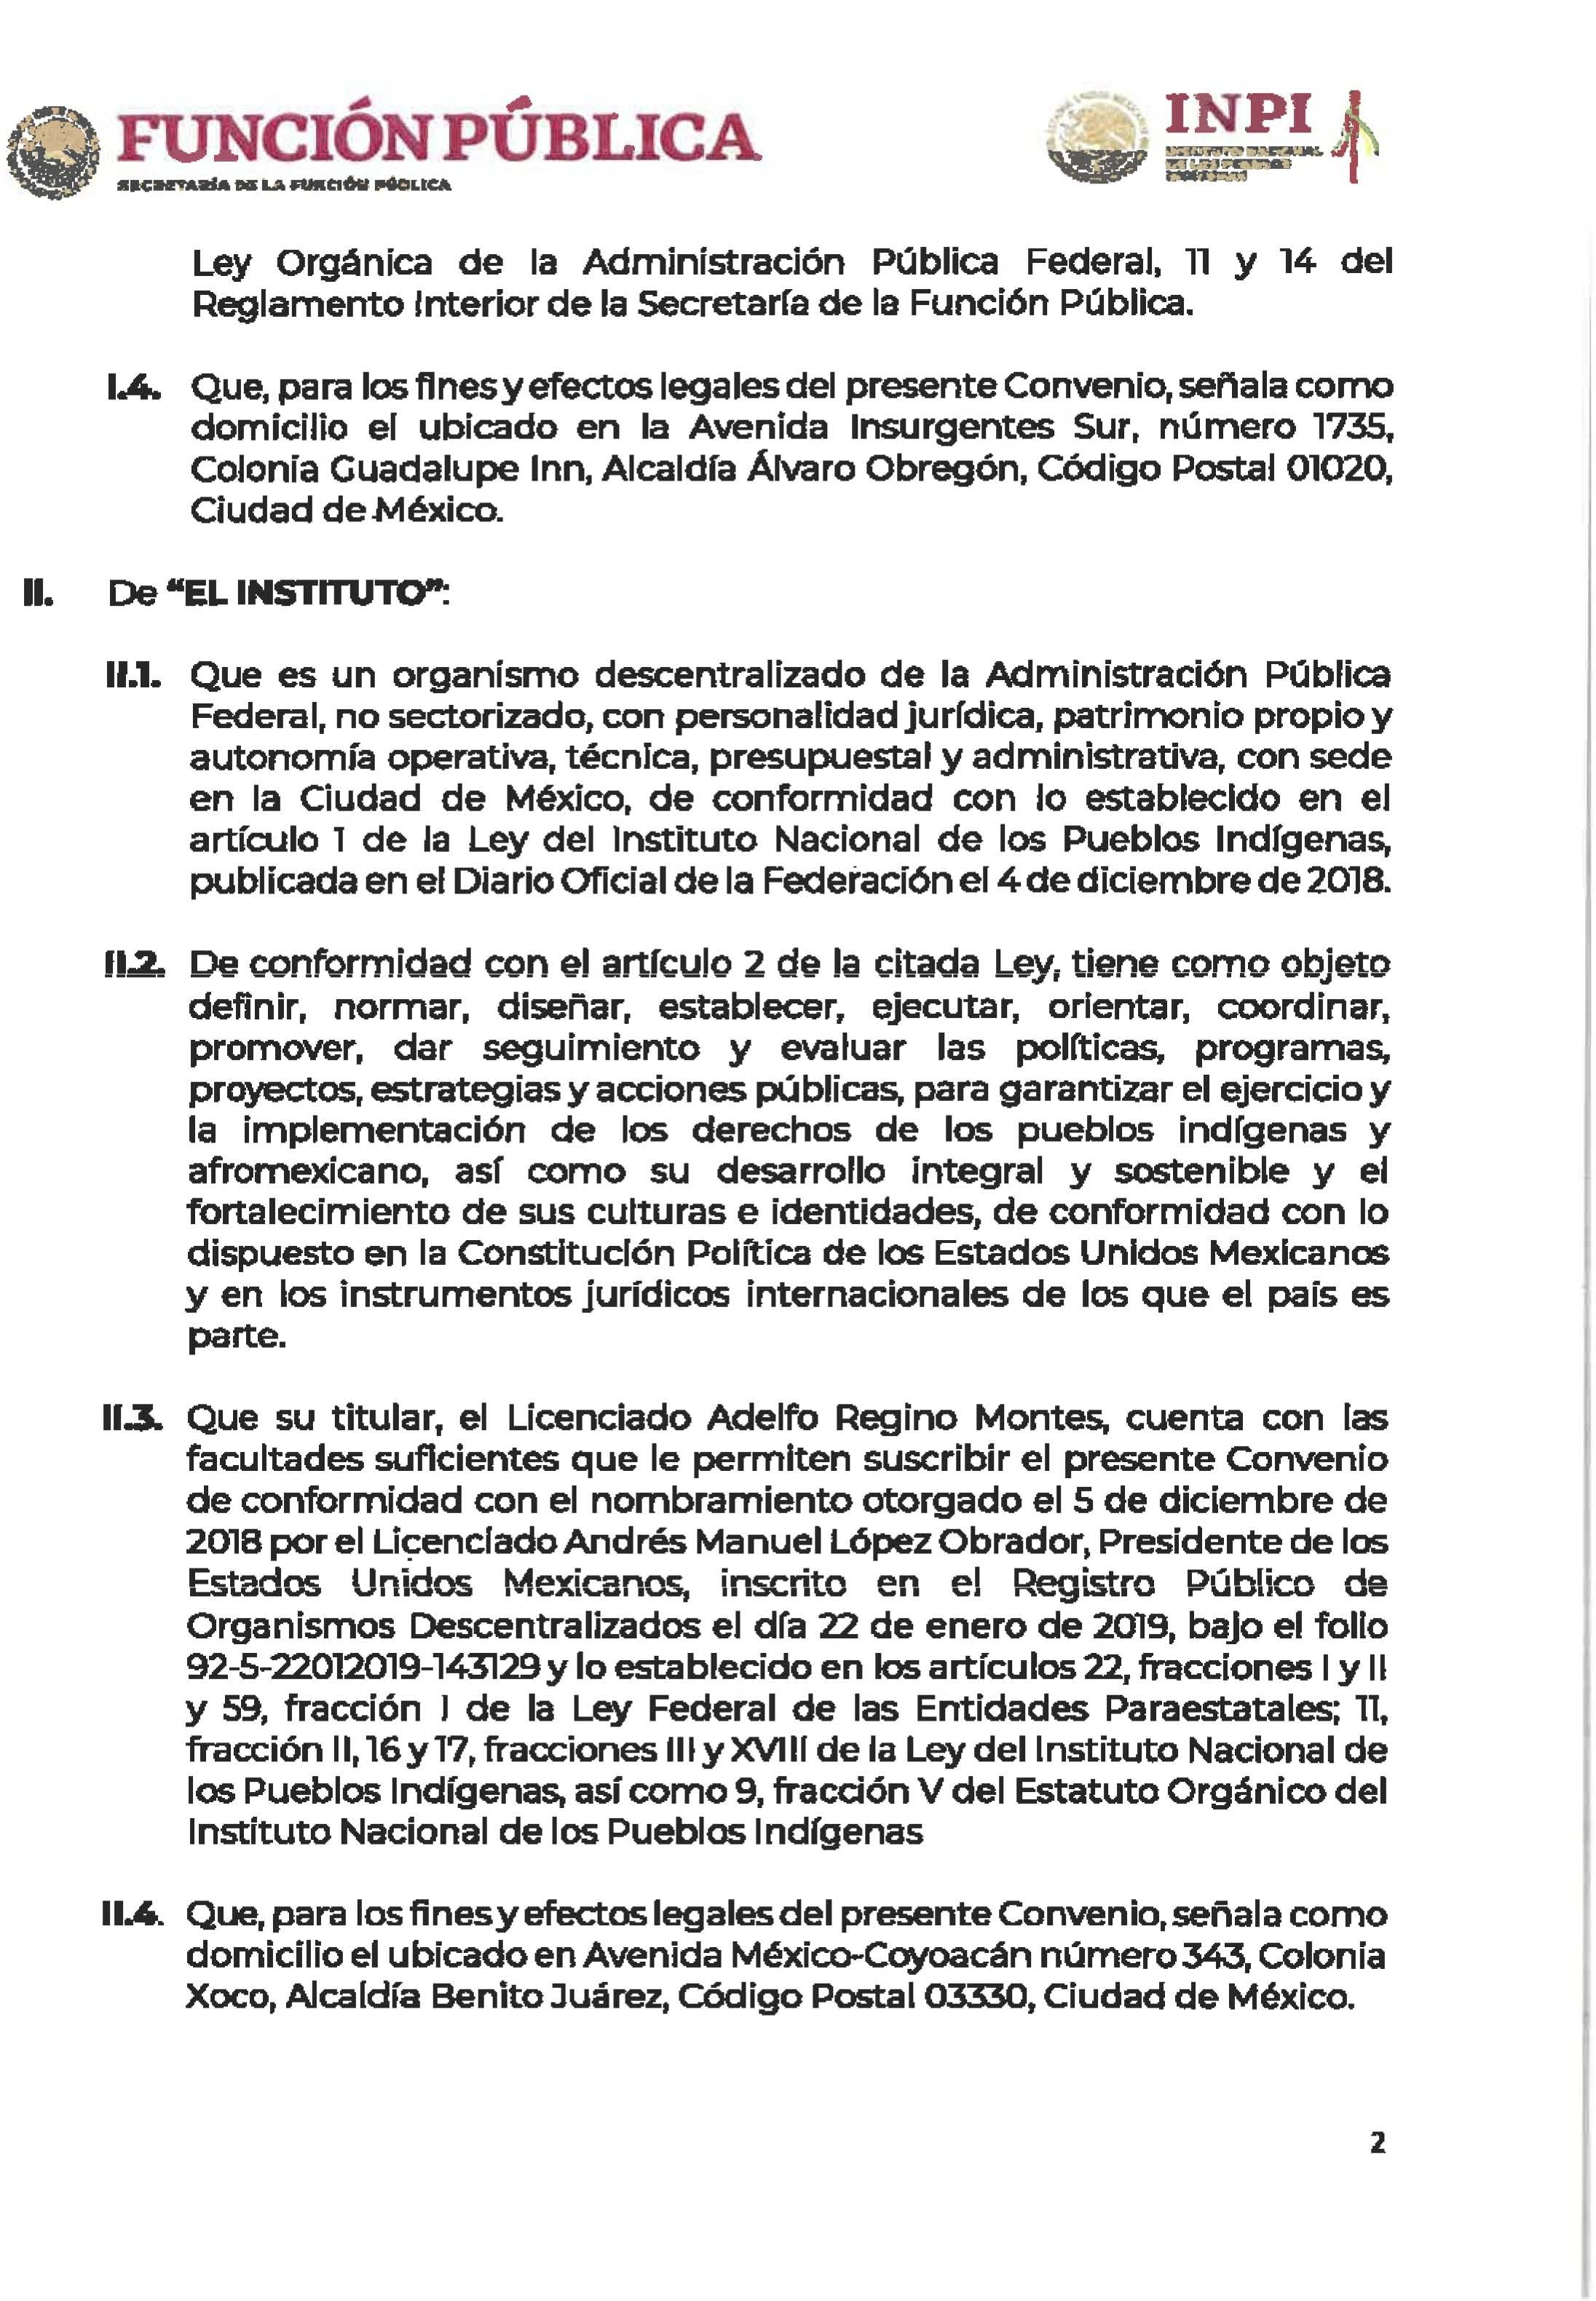 FUNCIÓN PÚBLICA
SECRETARÍA DE LA FUNCIÓN PÚBLICA
INPI
INSTITUTO NACIONAL
DE LOS PUEBLOS
INDÍGENAS
Ley Orgánica de la Administración Pública Federal, 11 y 14 del
Reglamento Interior de la Secretaría de la Función Pública.
I.4. Que, para los fines y efectos legales del presente Convenio, señala como
domicilio el ubicado en la Avenida Insurgentes Sur, número 1735,
Colonia Guadalupe Inn, Alcaldía Álvaro Obregón, Código Postal 01020,
Ciudad de México.
II. De “EL INSTITUTO”:
II.1. Que es un organismo descentralizado de la Administración Pública
Federal, no sectorizado, con personalidad jurídica, patrimonio propio y
autonomía operativa, técnica, presupuestal y administrativa, con sede
en la Ciudad de México, de conformidad con lo establecido en el
artículo 1 de la Ley del Instituto Nacional de los Pueblos Indígenas,
publicada en el Diario Oficial de la Federación el 4 de diciembre de 2018.
II.2. De conformidad con el artículo 2 de la citada Ley, tiene como objeto
definir, normar, diseñar, establecer, ejecutar, orientar, coordinar,
promover, dar seguimiento y evaluar las políticas, programas,
proyectos, estrategias y acciones públicas, para garantizar el ejercicio y
la implementación de los derechos de los pueblos indígenas y
afromexicano, así como su desarrollo integral y sostenible y el
fortalecimiento de sus culturas e identidades, de conformidad con lo
dispuesto en la Constitución Política de los Estados Unidos Mexicanos
y en los instrumentos jurídicos internacionales de los que el país es
parte.
II.3. Que su titular, el Licenciado Adelfo Regino Montes, cuenta con las
facultades suficientes que le permiten suscribir el presente Convenio
de conformidad con el nombramiento otorgado el 5 de diciembre de
2018 por el Licenciado Andrés Manuel López Obrador, Presidente de los
Estados Unidos Mexicanos, inscrito en el Registro Público de
Organismos Descentralizados el día 22 de enero de 2019, bajo el folio
92-5-22012019-143129 y lo establecido en los artículos 22, fracciones I y II
y 59, fracción I de la Ley Federal de las Entidades Paraestatales; 11,
fracción II, 16 y 17, fracciones III y XVIII de la Ley del Instituto Nacional de
los Pueblos Indígenas, así como 9, fracción V del Estatuto Orgánico del
Instituto Nacional de los Pueblos Indígenas
II.4. Que, para los fines y efectos legales del presente Convenio, señala como
domicilio el ubicado en Avenida México-Coyoacán número 343, Colonia
Xoco, Alcaldía Benito Juárez, Código Postal 03330, Ciudad de México.
2